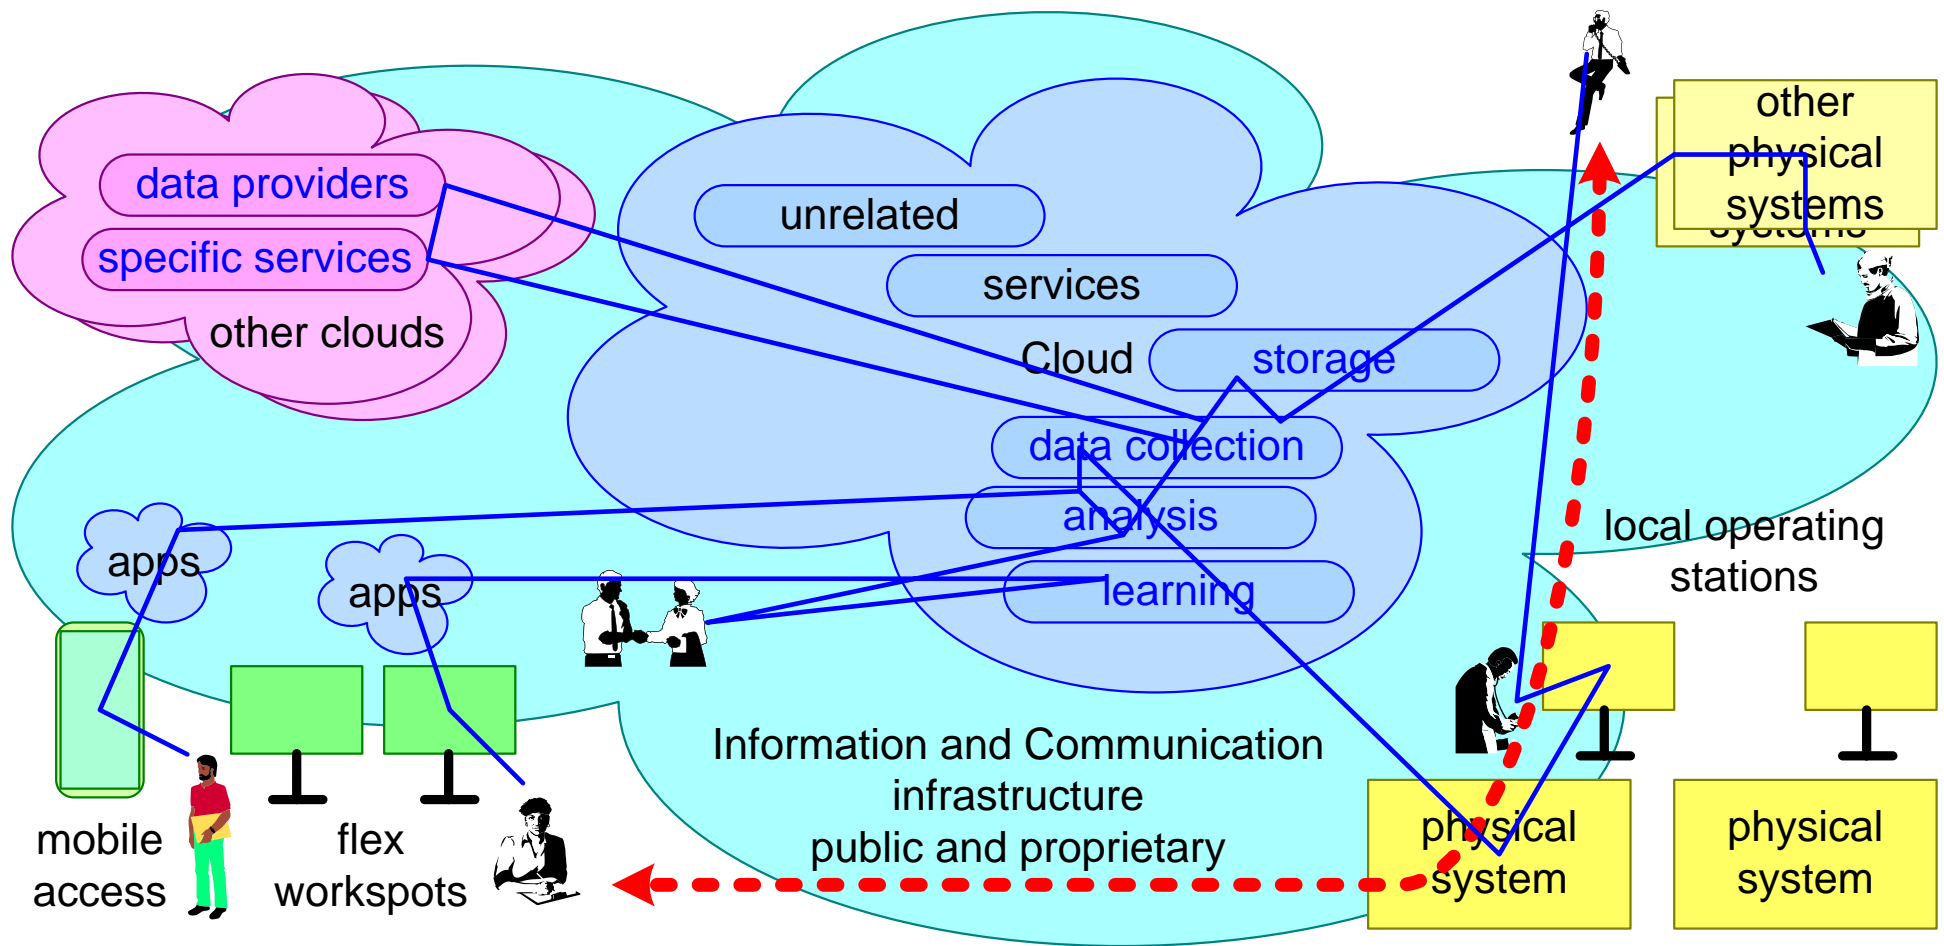 other
physical
systems
systems
data providers
specific services
other clouds
unrelated
services
Cloud
storage
data collection
analysis
learning
apps
apps
local operating
stations
Information and Communication
infrastructure
public and proprietary
mobile
access
flex
workspots
physical
system
physical
system